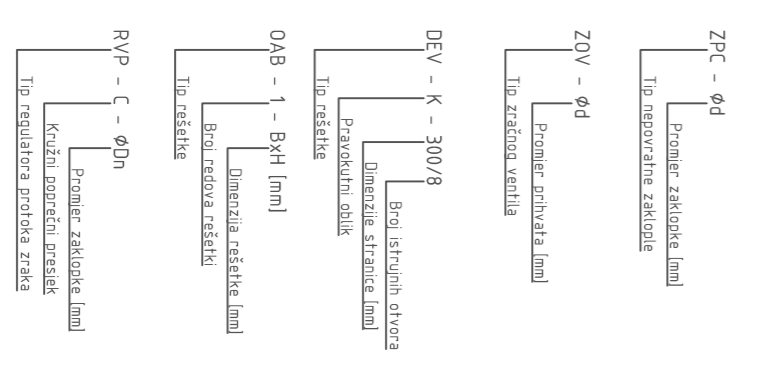 ZPC - Ød
Promjer zaklopke [mm]
Tip nepovratne zaklople
ZOV - Ød
Promjer prihvata [mm]
Tip zračnog ventila
DEV - K - 300/8
Broj istrujnih otvora
Dimenzije stranice [mm]
Pravokutni oblik
Tip rešetke
OAB - 1 - BxH [mm]
Dimenzija rešetke [mm]
Broj redova rešetki
Tip rešetke
RVP - C - ØDn
Promjer zaklopke [mm]
Kružni poprečni presjek
Tip regulatora protoka zraka